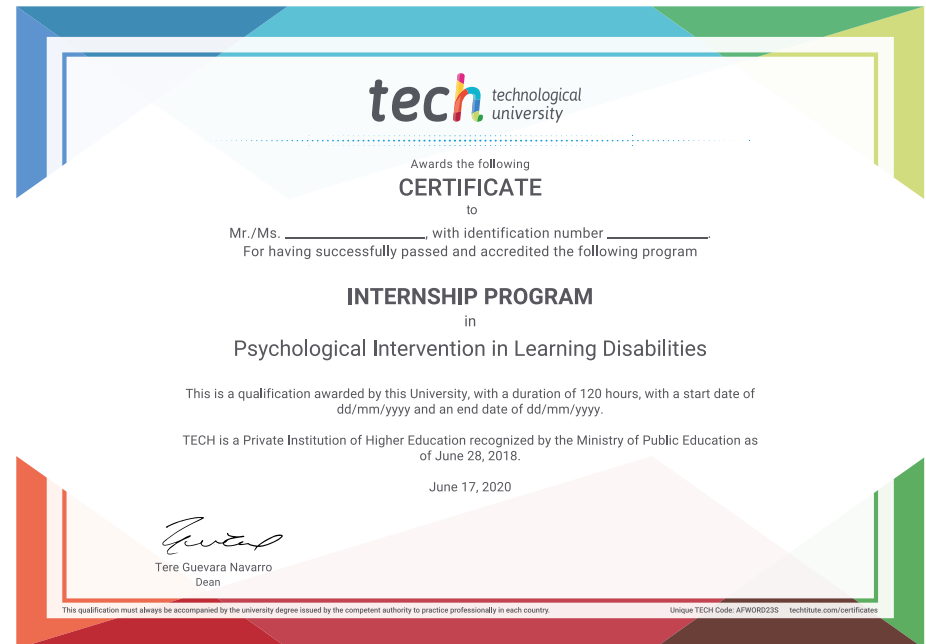 tech technological
university
Awards the following
CERTIFICATE
to
Mr./Ms. ____________________, with identification number ______________.
For having successfully passed and accredited the following program
INTERNSHIP PROGRAM
in
Psychological Intervention in Learning Disabilities
This is a qualification awarded by this University, with a duration of 120 hours, with a start date of
dd/mm/yyyy and an end date of dd/mm/yyyy.
TECH is a Private Institution of Higher Education recognized by the Ministry of Public Education as
of June 28, 2018.
June 17, 2020
Tere Guevara Navarro
Dean
This qualification must always be accompanied by the university degree issued by the competent authority to practice professionally in each country. Unique TECH Code: AFWORD23S techtitute.com/certificates